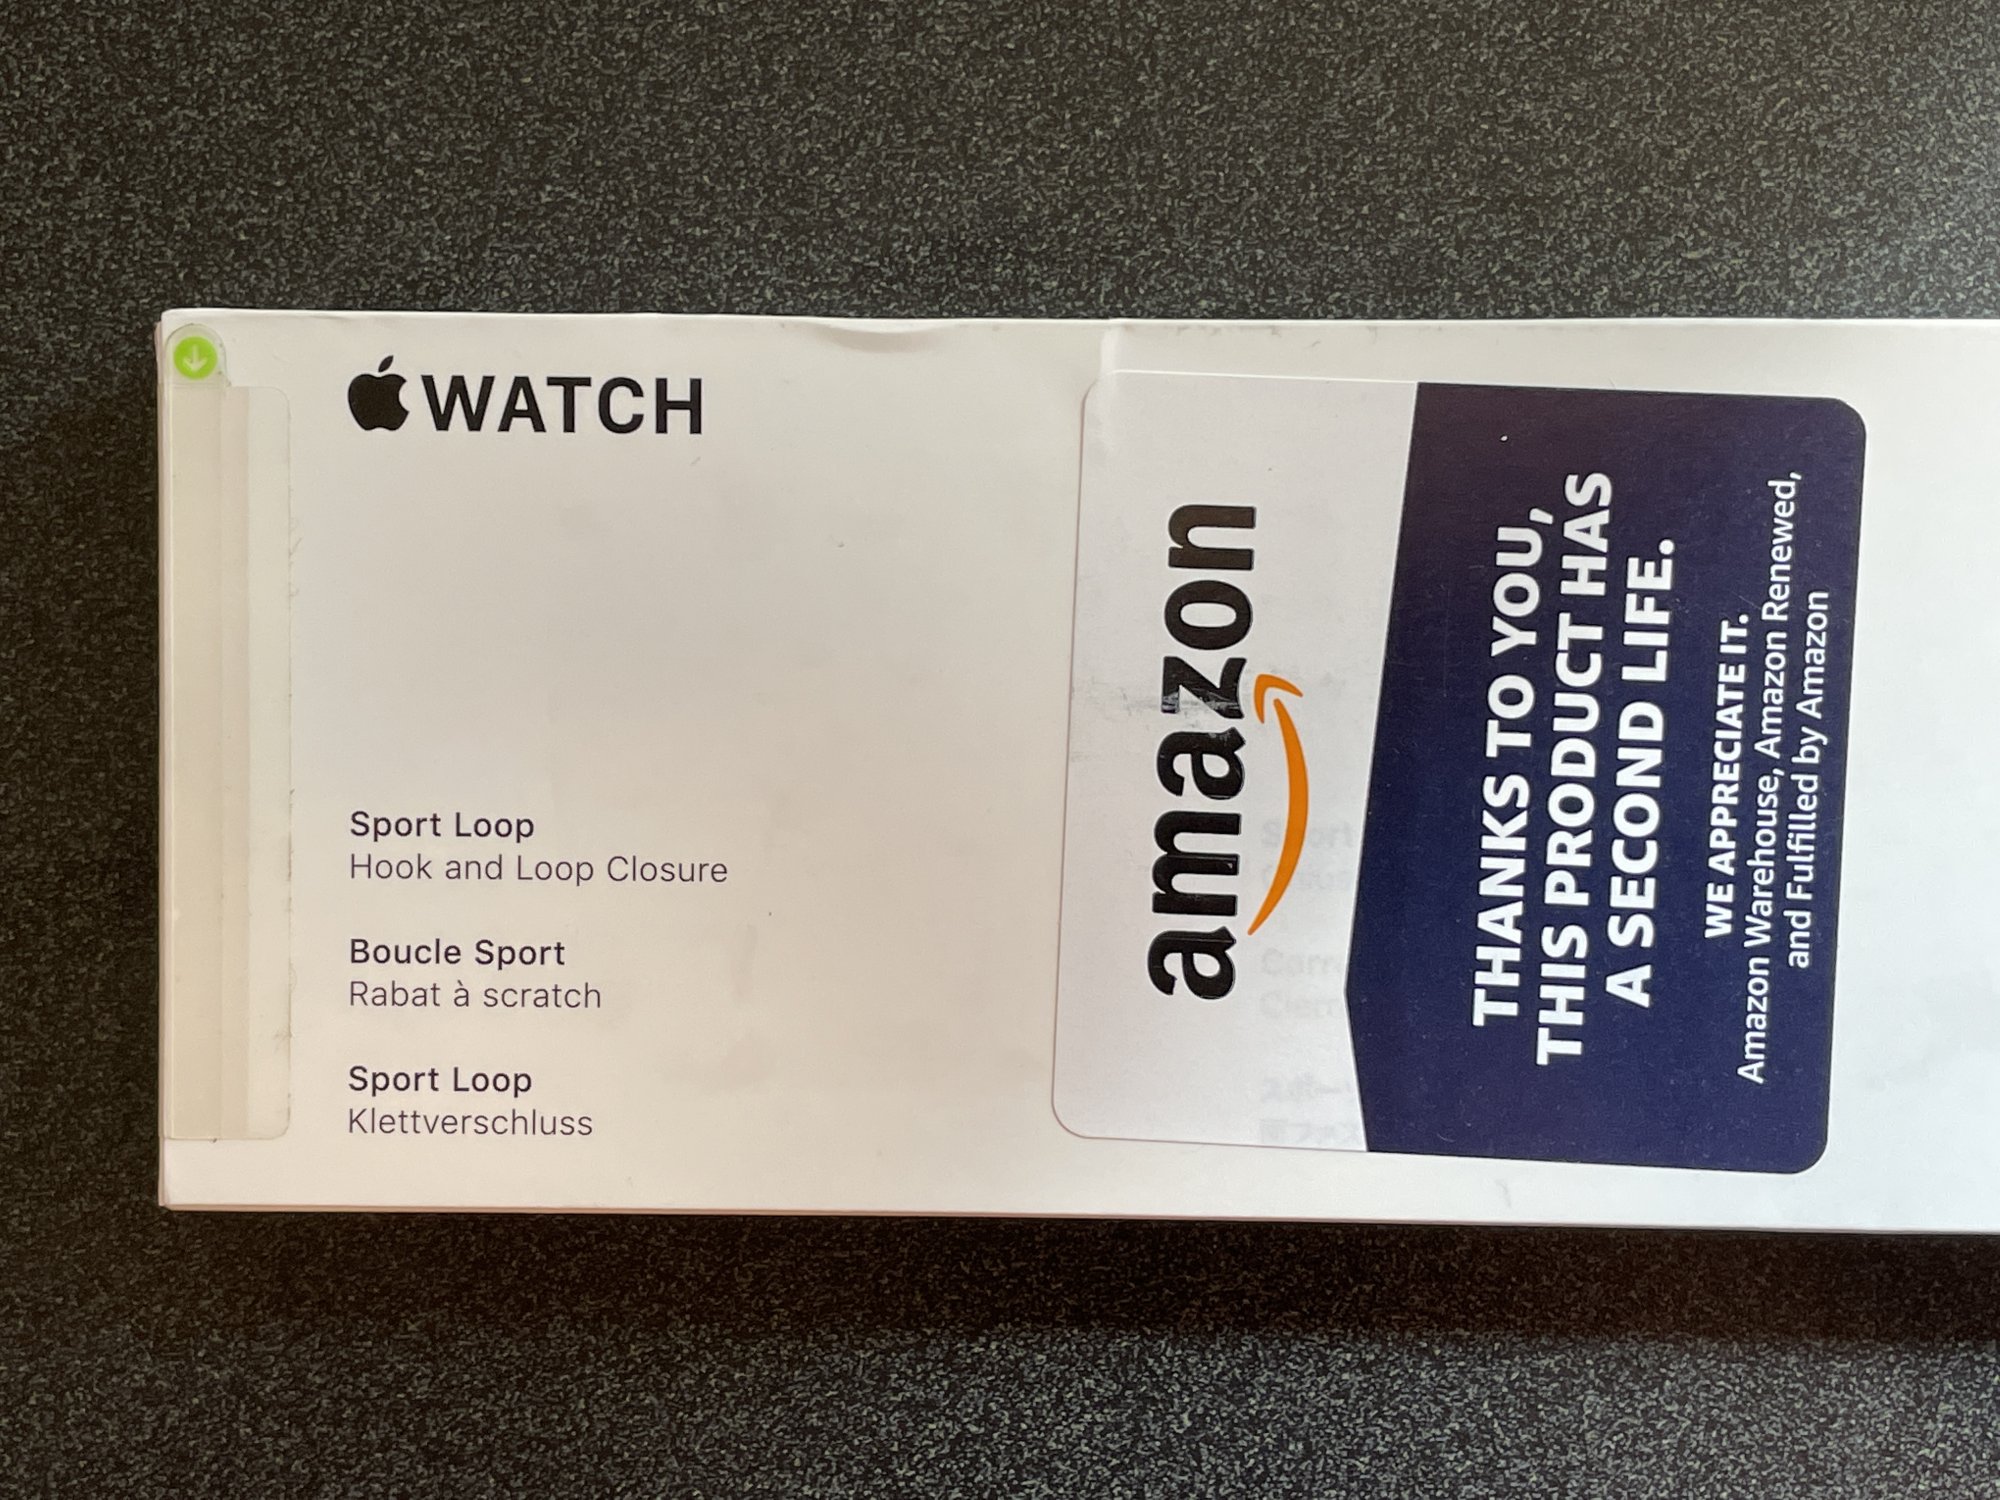 WATCH
Sport Loop
Hook and Loop Closure
Boucle Sport
Rabat à scratch
Sport Loop
Klettverschluss
amazon
THANKS TO YOU,
THIS PRODUCT HAS
A SECOND LIFE.
WE APPRECIATE IT.
Amazon Warehouse, Amazon Renewed,
and Fulfilled by Amazon
Sport